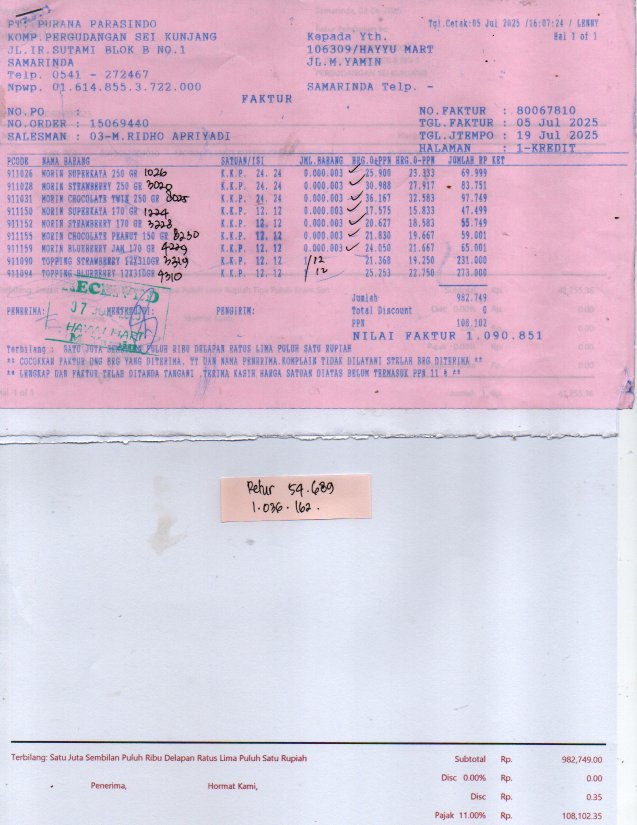 PT. PURANA PARASINDO
KOMP.PERGUDANGAN SEI KUNJANG
JL.IR.SUTAMI BLOK B NO.1
SAMARINDA
Telp. 0541 - 272467
Npwp. 01.614.855.3.722.000
Tgl.Cetak:05 Jul 2025 /16:07:24 / LENNY
Hal 1 of 1
Kepada Yth.
106309/HAYYU MART
JL.M.YAMIN
SAMARINDA Telp. -
FAKTUR
NO.PO :
NO.ORDER : 15069440
SALESMAN : 03-M.RIDHO APRIYADI
NO.FAKTUR : 80067810
TGL.FAKTUR : 05 Jul 2025
TGL.JTEMPO : 19 Jul 2025
HALAMAN : 1-KREDIT
PCODE NAMA BARANG SATUAN/ISI JML.BARANG HRG.0+PPN HRG.0-PPN JUMLAH RP KET
911026 MORIN SUPERKAYA 250 GR 1026 K.K.P. 24. 24 0.000.003 25.900 23.333 69.999
911028 MORIN STRAWBERRY 250 GR 3020 K.K.P. 24. 24 0.000.003 30.988 27.917 83.751
911031 MORIN CHOCOLATE TWIN 250 GR 8025 K.K.P. 24. 24 0.000.003 36.167 32.583 97.749
911150 MORIN SUPERKAYA 170 GR 1224 K.K.P. 12. 12 0.000.003 17.575 15.833 47.499
911152 MORIN STRAWBERRY 170 GR 3223 K.K.P. 12. 12 0.000.003 20.627 18.583 55.749
911155 MORIN CHOCOLATE PEANUT 150 GR 8230 K.K.P. 12. 12 0.000.003 21.830 19.667 59.001
911159 MORIN BLUEBERRY JAM 170 GR 4229 K.K.P. 12. 12 0.000.003 24.050 21.667 65.001
911090 TOPPING STRAWBERRY 12X310GR 3319 K.K.P. 12. 12 1/12 21.368 19.250 231.000
911094 TOPPING BLUEBERRY 12X310GR 4310 K.K.P. 12. 12 /12 25.253 22.750 273.000
RECEIVED
07 JUL
HAYYU MART
PENERIMA: PENGIRIM:
Jumlah 982.749
Total Discount 0
PPN 108.102
NILAI FAKTUR 1.090.851
Terbilang : SATU JUTA SEMBILAN PULUH RIBU DELAPAN RATUS LIMA PULUH SATU RUPIAH
** COCOKKAN FAKTUR DNG BRG YANG DITERIMA. TT DAN NAMA PENERIMA.KOMPLAIN TIDAK DILAYANI STELAH BRG DITERIMA **
** LENGKAP DAN FAKTUR TELAH DITANDA TANGANI .TERIMA KASIH HARGA SATUAN DIATAS BELUM TERMASUK PPN 11 % **
Retur 54.689
1.036.162.
Terbilang: Satu Juta Sembilan Puluh Ribu Delapan Ratus Lima Puluh Satu Rupiah
Penerima, Hormat Kami,
Subtotal Rp. 982,749.00
Disc 0.00% Rp. 0.00
Disc Rp. 0.35
Pajak 11.00% Rp. 108,102.35